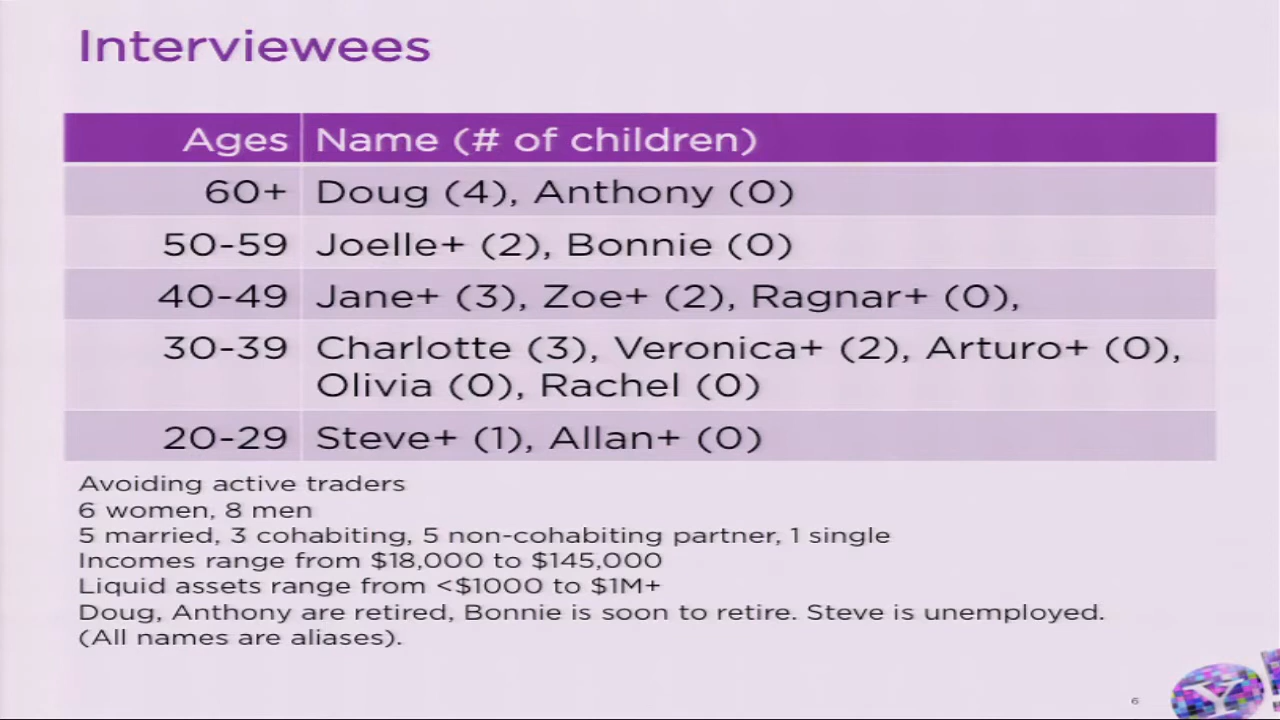 Interviewees
Ages Name (# of children)
60+ Doug (4), Anthony (0)
50-59 Joelle+ (2), Bonnie (0)
40-49 Jane+ (3), Zoe+ (2), Ragnar+ (0),
30-39 Charlotte (3), Veronica+ (2), Arturo+ (0),
Olivia (0), Rachel (0)
20-29 Steve+ (1), Allan+ (0)
Avoiding active traders
6 women, 8 men
5 married, 3 cohabiting, 5 non-cohabiting partner, 1 single
Incomes range from $18,000 to $145,000
Liquid assets range from <$1000 to $1M+
Doug, Anthony are retired, Bonnie is soon to retire. Steve is unemployed.
(All names are aliases).
6
Y!